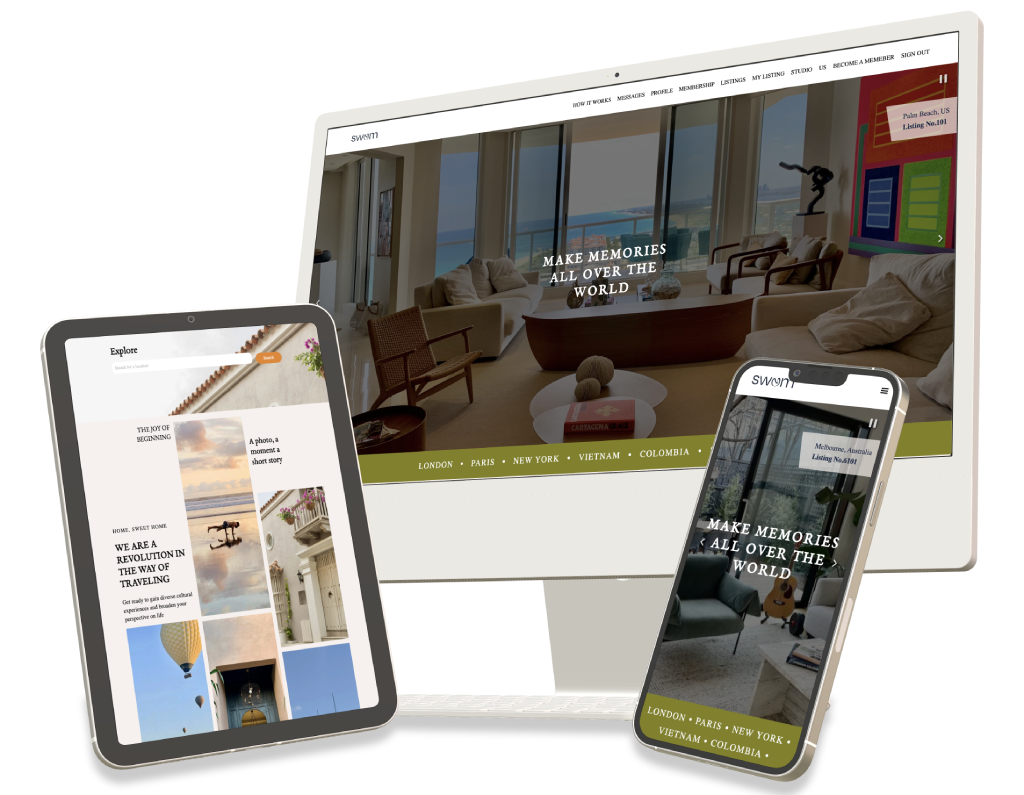 swom
HOW IT WORKS MESSAGES PROFILE MEMBERSHIP LISTINGS MY LISTING STUDIO US BECOME A MEMEBER SIGN OUT
Palm Beach, US
Listing No.101
MAKE MEMORIES
ALL OVER THE
WORLD
CARTAGENA
LONDON • PARIS • NEW YORK • VIETNAM • COLOMBIA •
Explore
Search for a location
Search
THE JOY OF
BEGINNING
A photo, a
moment a
short story
HOME, SWEET HOME
WE ARE A
REVOLUTION IN
THE WAY OF
TRAVELING
Get ready to gain diverse cultural
experiences and broaden your
perspective on life
swom
Melbourne, Australia
Listing No.6101
MAKE MEMORIES
ALL OVER THE
WORLD
LONDON • PARIS • NEW YORK •
VIETNAM • COLOMBIA •